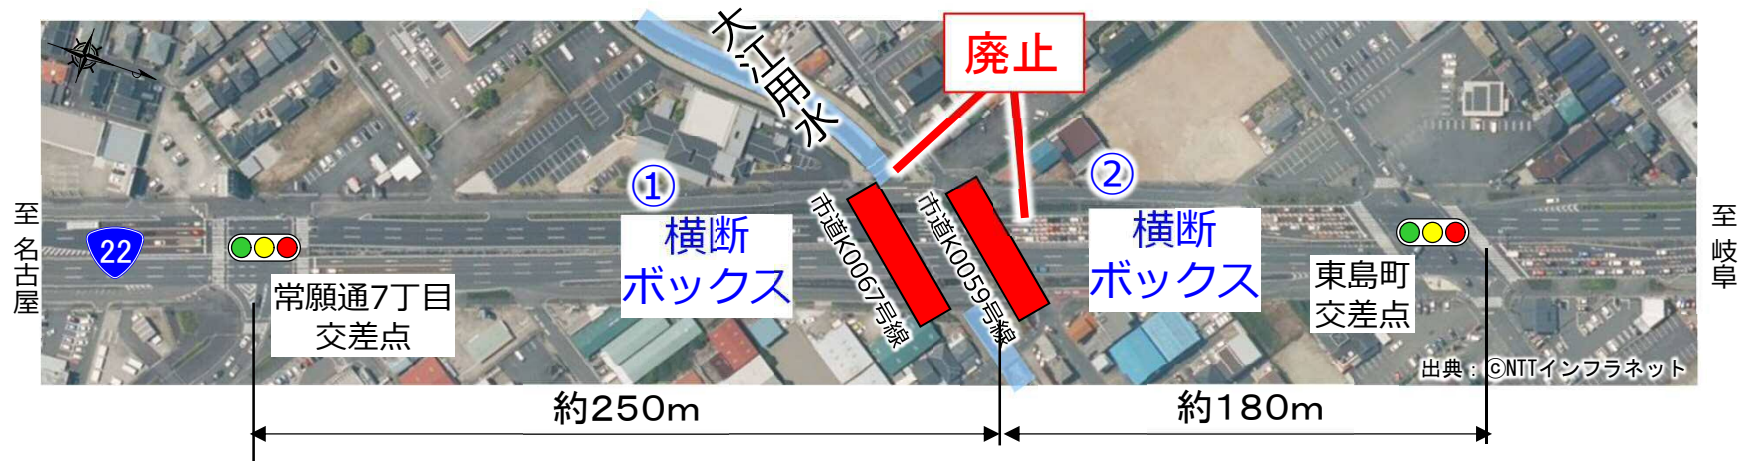 大江用水
廃止
①
横断
ボックス
市道K0067号線
市道K0059号線
②
横断
ボックス
至 名古屋
22
常願通7丁目
交差点
東島町
交差点
至 岐阜
出典：©NTTインフラネット
約250m
約180m